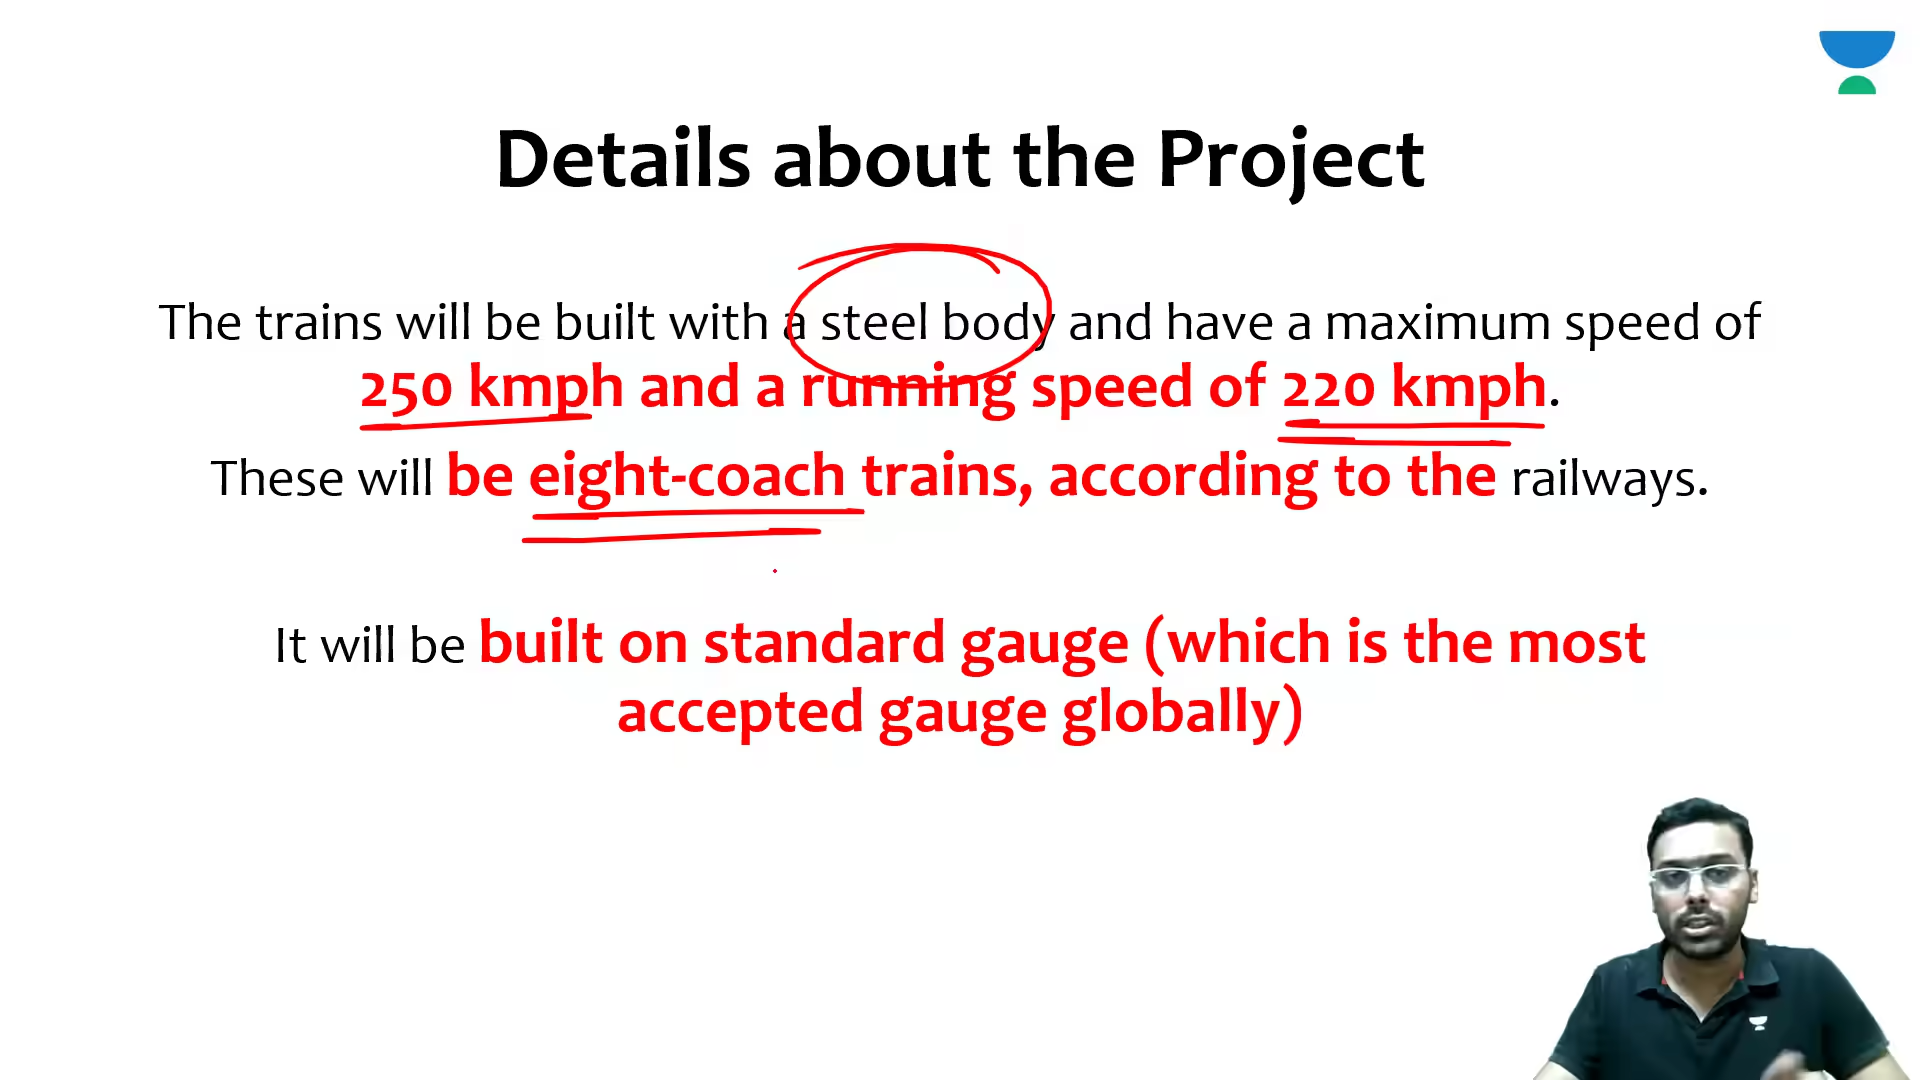 Details about the Project
The trains will be built with a steel body and have a maximum speed of
250 kmph and a running speed of 220 kmph.
These will be eight-coach trains, according to the railways.
It will be built on standard gauge (which is the most
accepted gauge globally)